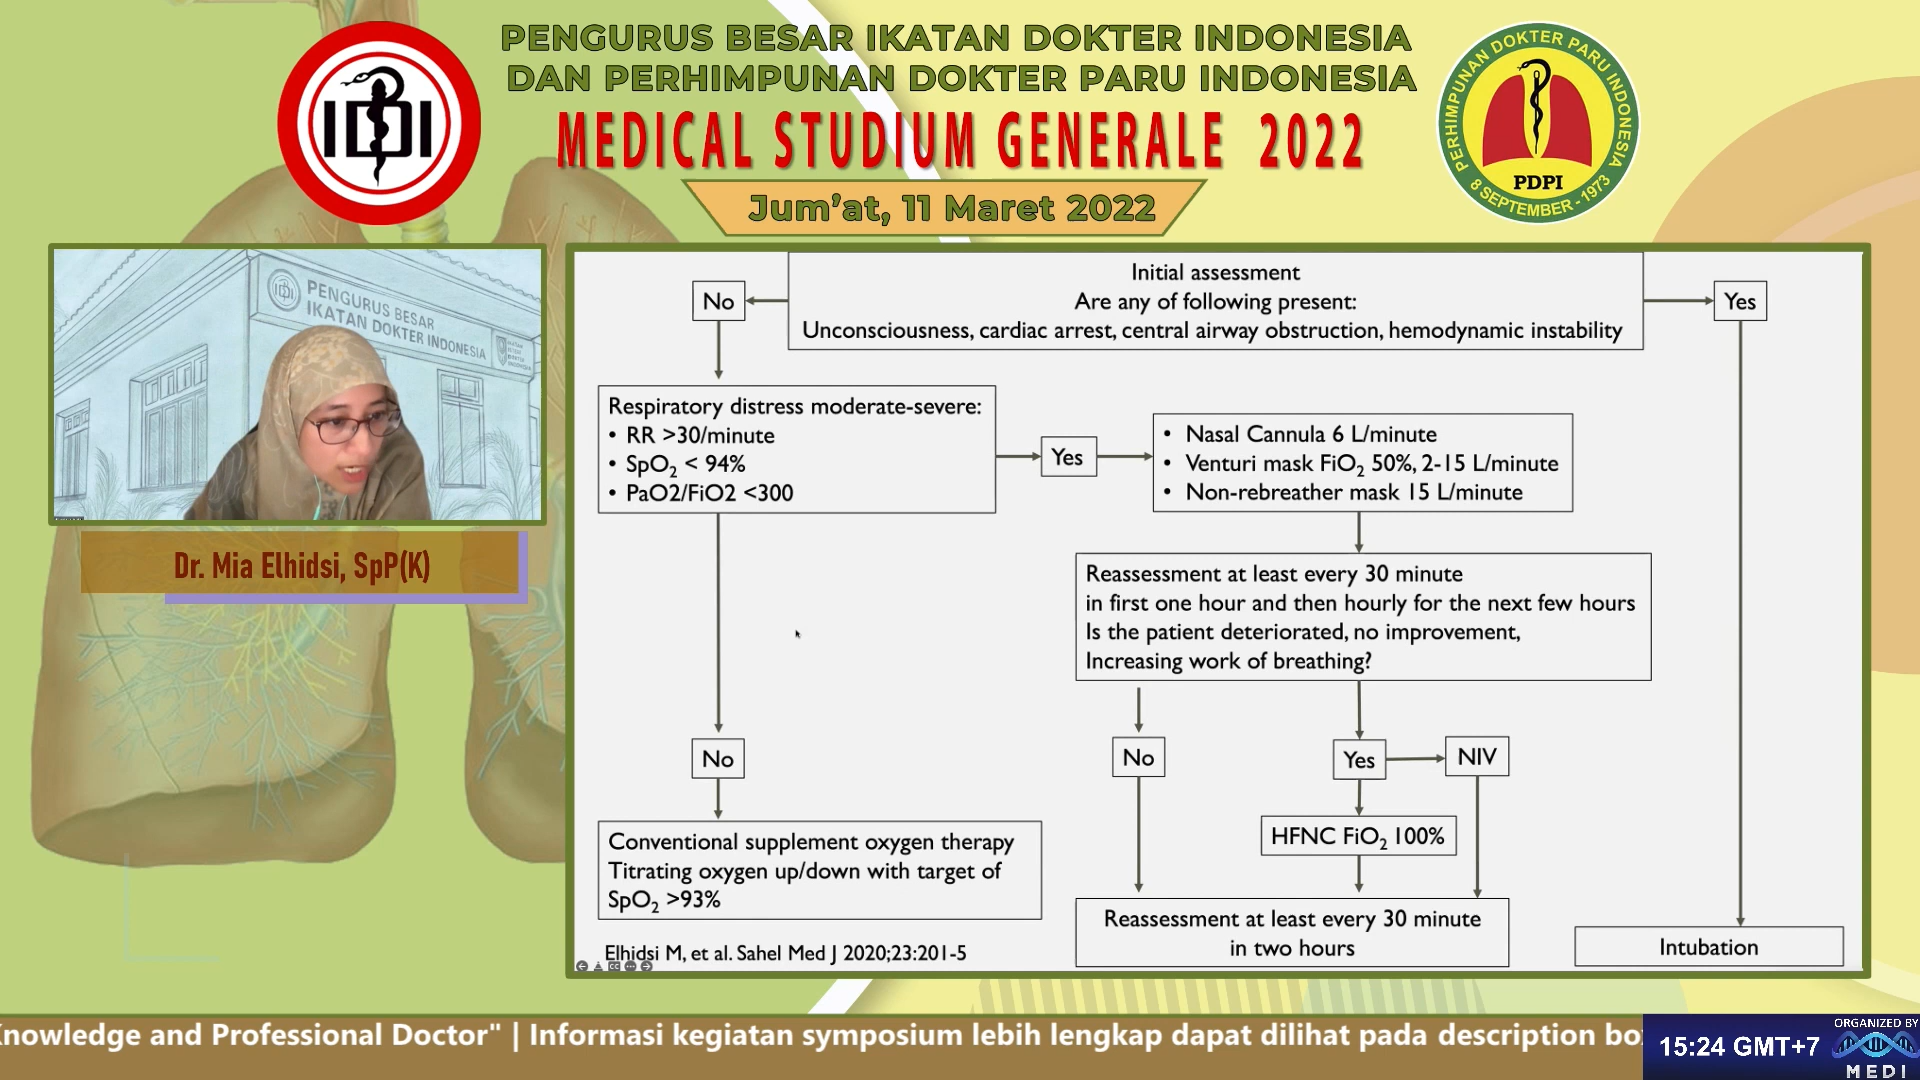 PENGURUS BESAR IKATAN DOKTER INDONESIA
DAN PERHIMPUNAN DOKTER PARU INDONESIA
MEDICAL STUDIUM GENERALE 2022
Jum'at, 11 Maret 2022
IDI
PERHIMPUNAN DOKTER PARU INDONESIA
PDPI
8 SEPTEMBER - 1973
PENGURUS BESAR
IKATAN DOKTER INDONESIA
Dr. Mia Elhidsi, SpP(K)
Initial assessment
Are any of following present:
Unconsciousness, cardiac arrest, central airway obstruction, hemodynamic instability
No
Yes
Respiratory distress moderate-severe:
• RR >30/minute
• SpO₂ < 94%
• PaO2/FiO2 <300
Yes
• Nasal Cannula 6 L/minute
• Venturi mask FiO₂ 50%, 2-15 L/minute
• Non-rebreather mask 15 L/minute
Reassessment at least every 30 minute
in first one hour and then hourly for the next few hours
Is the patient deteriorated, no improvement,
Increasing work of breathing?
No
No
Yes
NIV
HFNC FiO₂ 100%
Conventional supplement oxygen therapy
Titrating oxygen up/down with target of
SpO₂ >93%
Reassessment at least every 30 minute
in two hours
Intubation
Elhidsi M, et al. Sahel Med J 2020;23:201-5
Knowledge and Professional Doctor" | Informasi kegiatan symposium lebih lengkap dapat dilihat pada description
15:24 GMT+7
ORGANIZED BY
MEDI